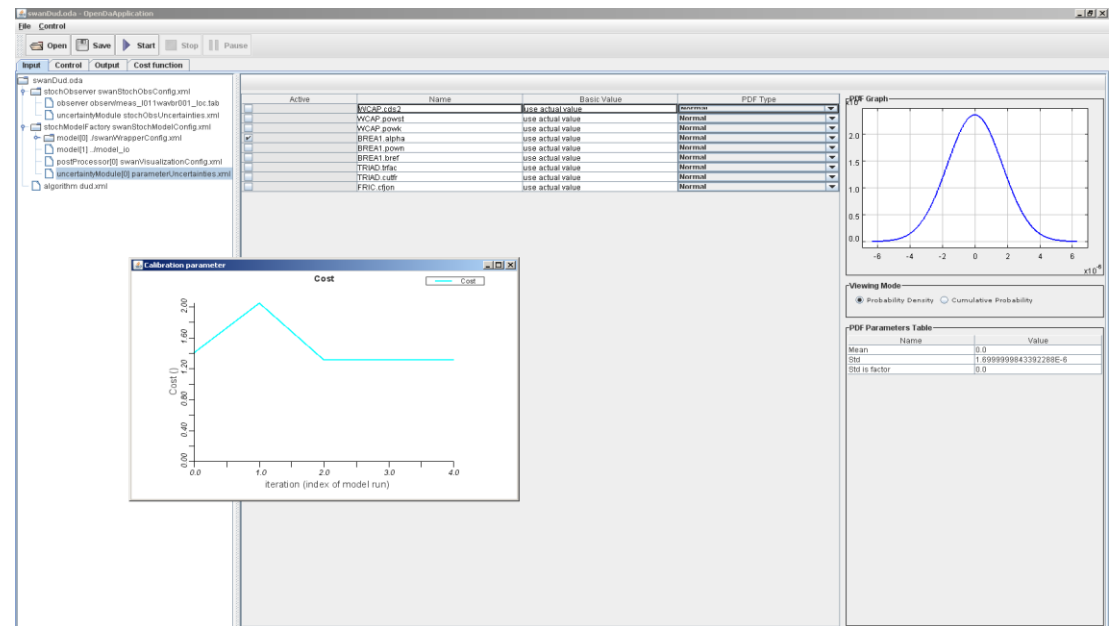 swanDud.oda - OpenDaApplication
File Control
Open Save Start Stop Pause
Input Control Output Cost function
swanDud.oda
stochObserver swanStochObsConfig.xml
observer observ/meas_l011wavbr001_loc.tab
uncertaintyModule stochObsUncertainties.xml
stochModelFactory swanStochModelConfig.xml
model[0] ./swanWrapperConfig.xml
model[1] ../model_io
postProcessor[0] swanVisualizationConfig.xml
uncertaintyModule[0] parameterUncertainties.xml
algorithm dud.xml
Active Name Basic Value PDF Type
WCAP.cds2 use actual value Normal
WCAP.powst use actual value Normal
WCAP.powk use actual value Normal
BREA1.alpha use actual value Normal
BREA1.pown use actual value Normal
BREA1.bref use actual value Normal
TRIAD.trfac use actual value Normal
TRIAD.cutfr use actual value Normal
FRIC.cfjon use actual value Normal
PDF Graph
2.0
1.5
1.0
0.5
0.0
-6 -4 -2 0 2 4 6
Viewing Mode
Probability Density Cumulative Probability
PDF Parameters Table
Name Value
Mean 0.0
Std 1.6999999843392288E-6
Std is factor 0.0
Calibration parameter
Cost
Cost
2.00
1.60
1.20
0.80
0.40
0.00
Cost ()
0.0 1.0 2.0 3.0 4.0
iteration (index of model run)